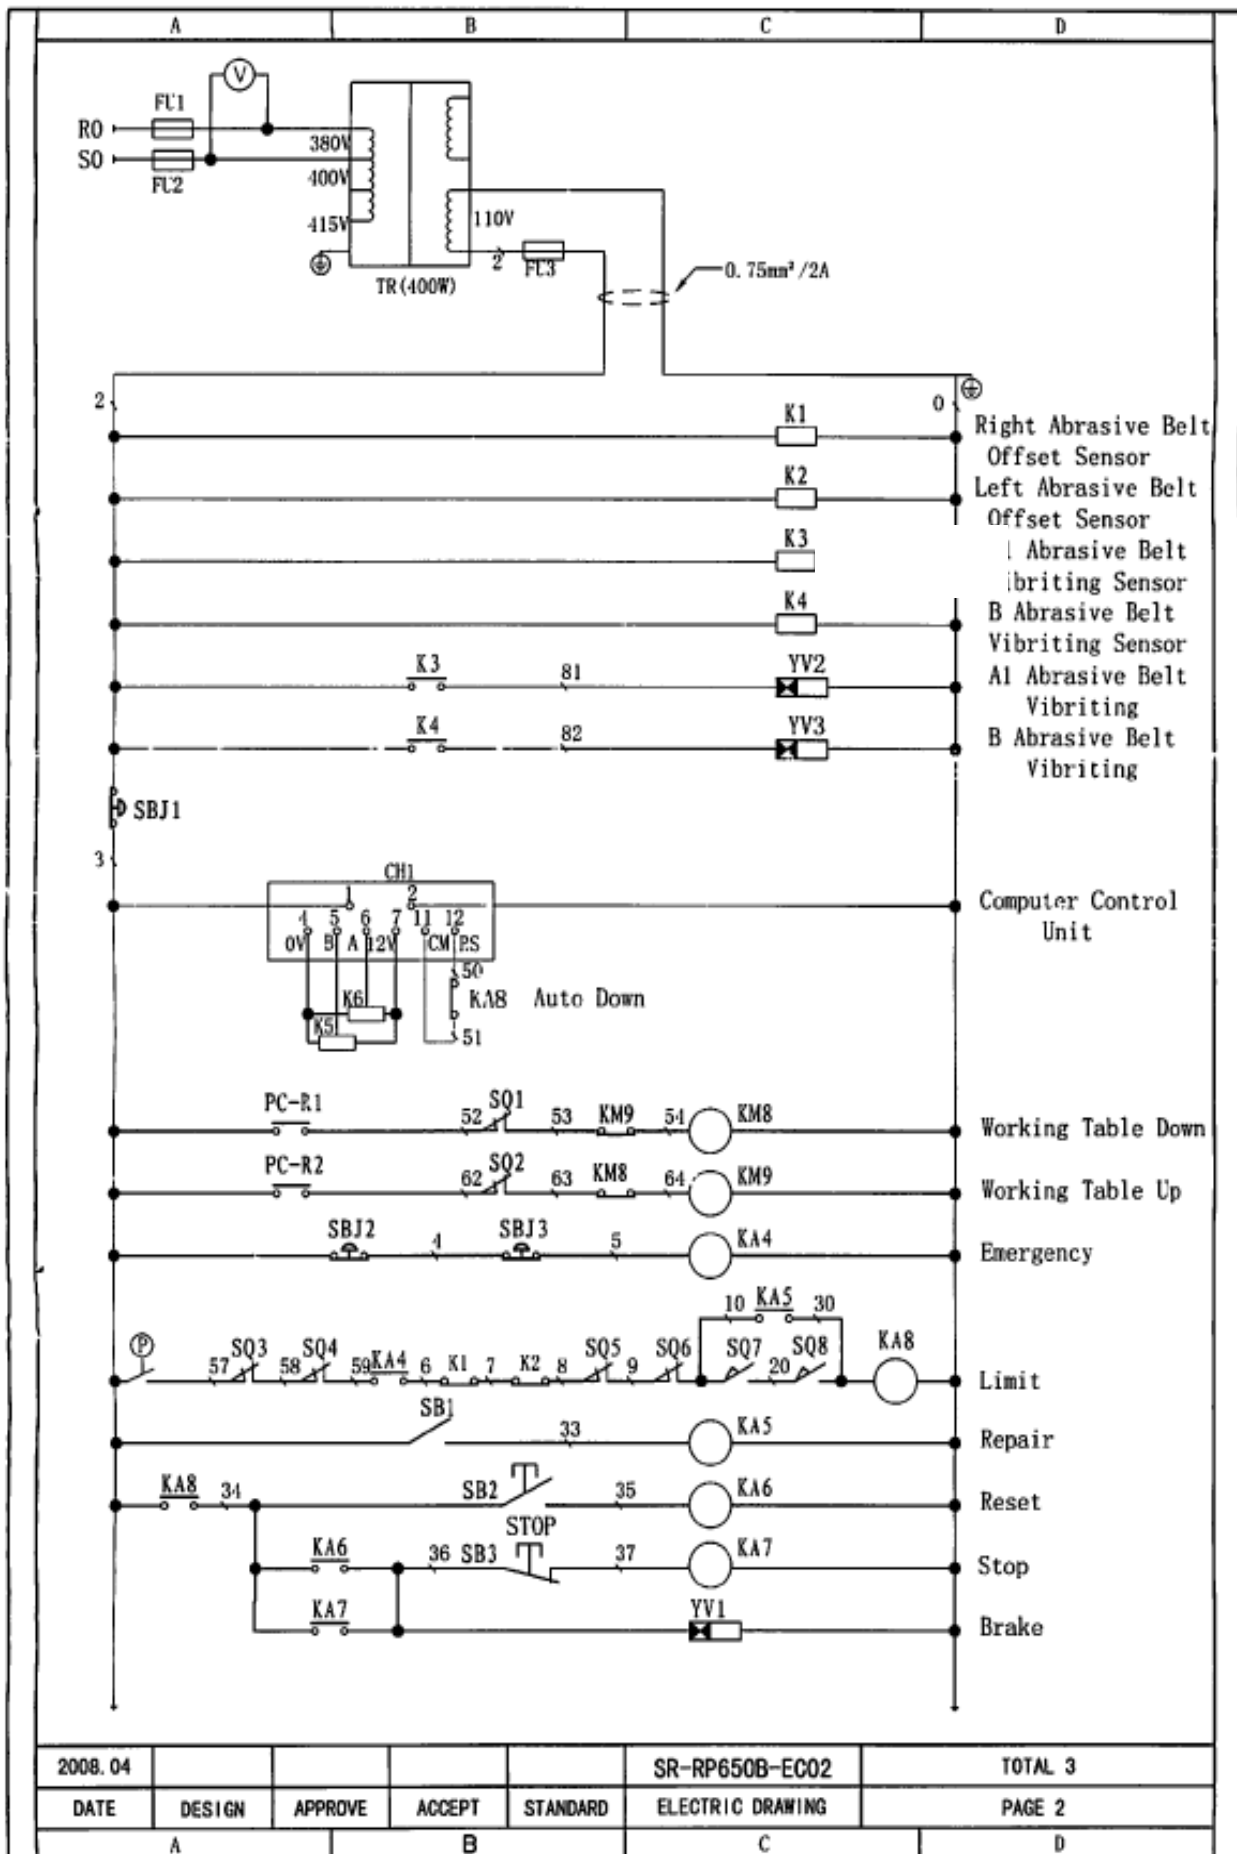 A B C D
V
FU1
R0
380V
S0
FU2
400V
415V
110V
2
FU3
TR(400W)
0.75mm²/2A
2
0
K1
Right Abrasive Belt
Offset Sensor
K2
Left Abrasive Belt
Offset Sensor
K3
Abrasive Belt
Sensor
K4
B Abrasive Belt
Vibriting Sensor
K3 81 YV2
A1 Abrasive Belt
Vibriting
K4 82 YV3
B Abrasive Belt
Vibriting
SBJ1
3
CH1
1 2
Computer Control
Unit
4 5 6 7 11 12
0V B A 12V CM P.S
50
K6 KA8 Auto Down
K5
51
PC-R1 52 SQ1 53 KM9 54 KM8
Working Table Down
PC-R2 62 SQ2 63 KM8 64 KM9
Working Table Up
SBJ2 4 SBJ3 5 KA4
Emergency
10 KA5 30
P 57 SQ3 58 SQ4 59 KA4 6 K1 7 K2 8 SQ5 9 SQ6 SQ7 20 SQ8 KA8
Limit
SB1 33 KA5
Repair
KA8 34 SB2 35 KA6
Reset
STOP
KA6 36 SB3 37 KA7
Stop
KA7 YV1
Brake
2008.04 SR-RP650B-EC02 TOTAL 3
DATE DESIGN APPROVE ACCEPT STANDARD ELECTRIC DRAWING PAGE 2
A B C D